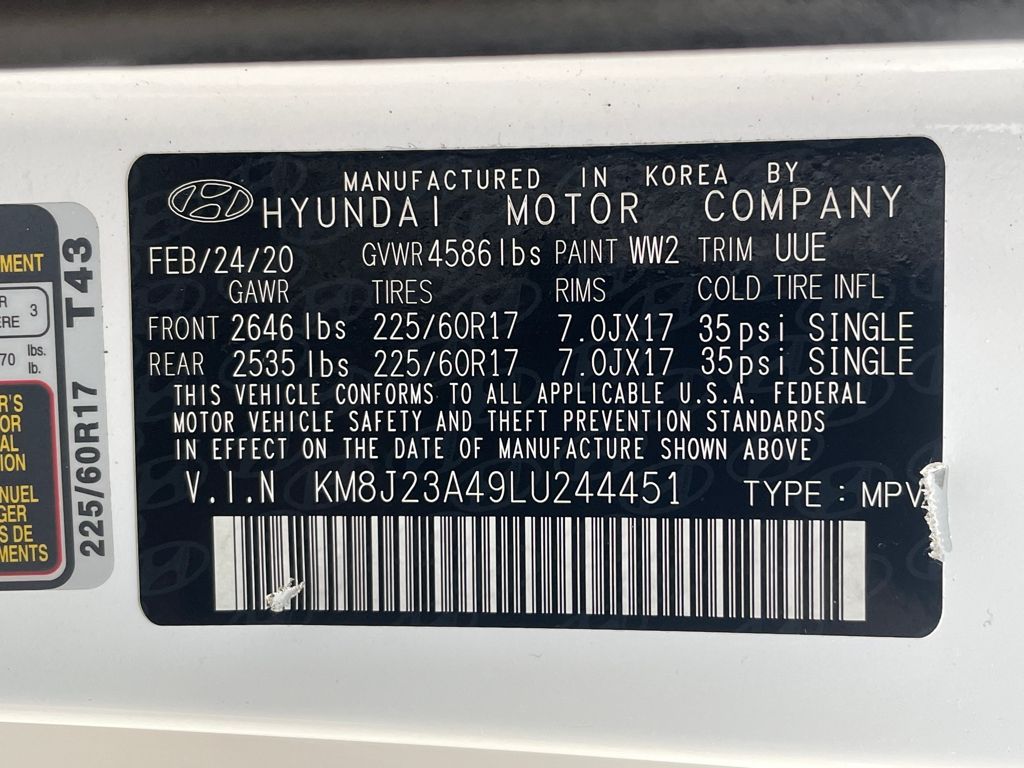 MANUFACTURED IN KOREA BY
HYUNDAI MOTOR COMPANY
FEB/24/20 GVWR 4586 lbs PAINT WW2 TRIM UUE
GAWR TIRES RIMS COLD TIRE INFL
FRONT 2646 lbs 225/60R17 7.0JX17 35psi SINGLE
REAR 2535 lbs 225/60R17 7.0JX17 35psi SINGLE
THIS VEHICLE CONFORMS TO ALL APPLICABLE U.S.A. FEDERAL
MOTOR VEHICLE SAFETY AND THEFT PREVENTION STANDARDS
IN EFFECT ON THE DATE OF MANUFACTURE SHOWN ABOVE
V.I.N KM8J23A49LU244451 TYPE : MPV
225/60R17 T43
3
lbs.
lb.